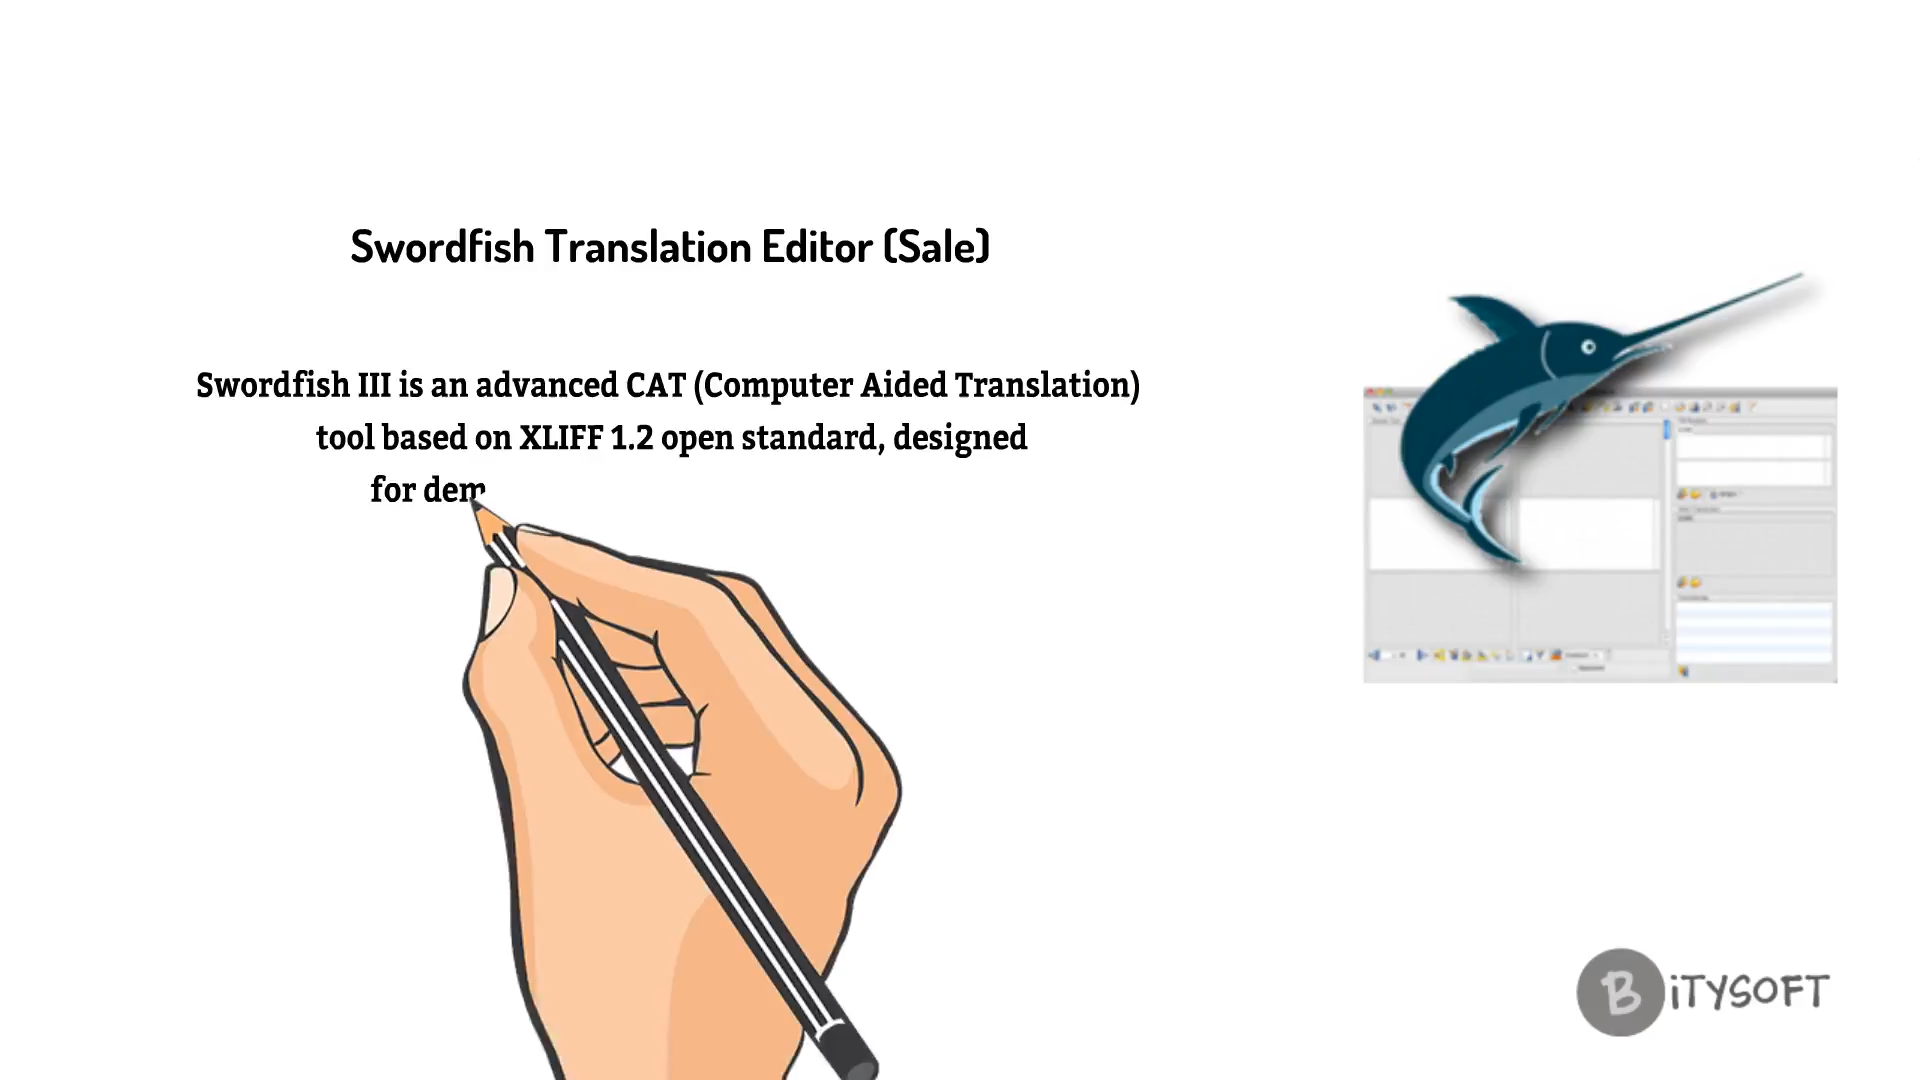 Swordfish Translation Editor (Sale)
Swordfish III is an advanced CAT (Computer Aided Translation)
tool based on XLIFF 1.2 open standard, designed
for dem
BiTYSOFT